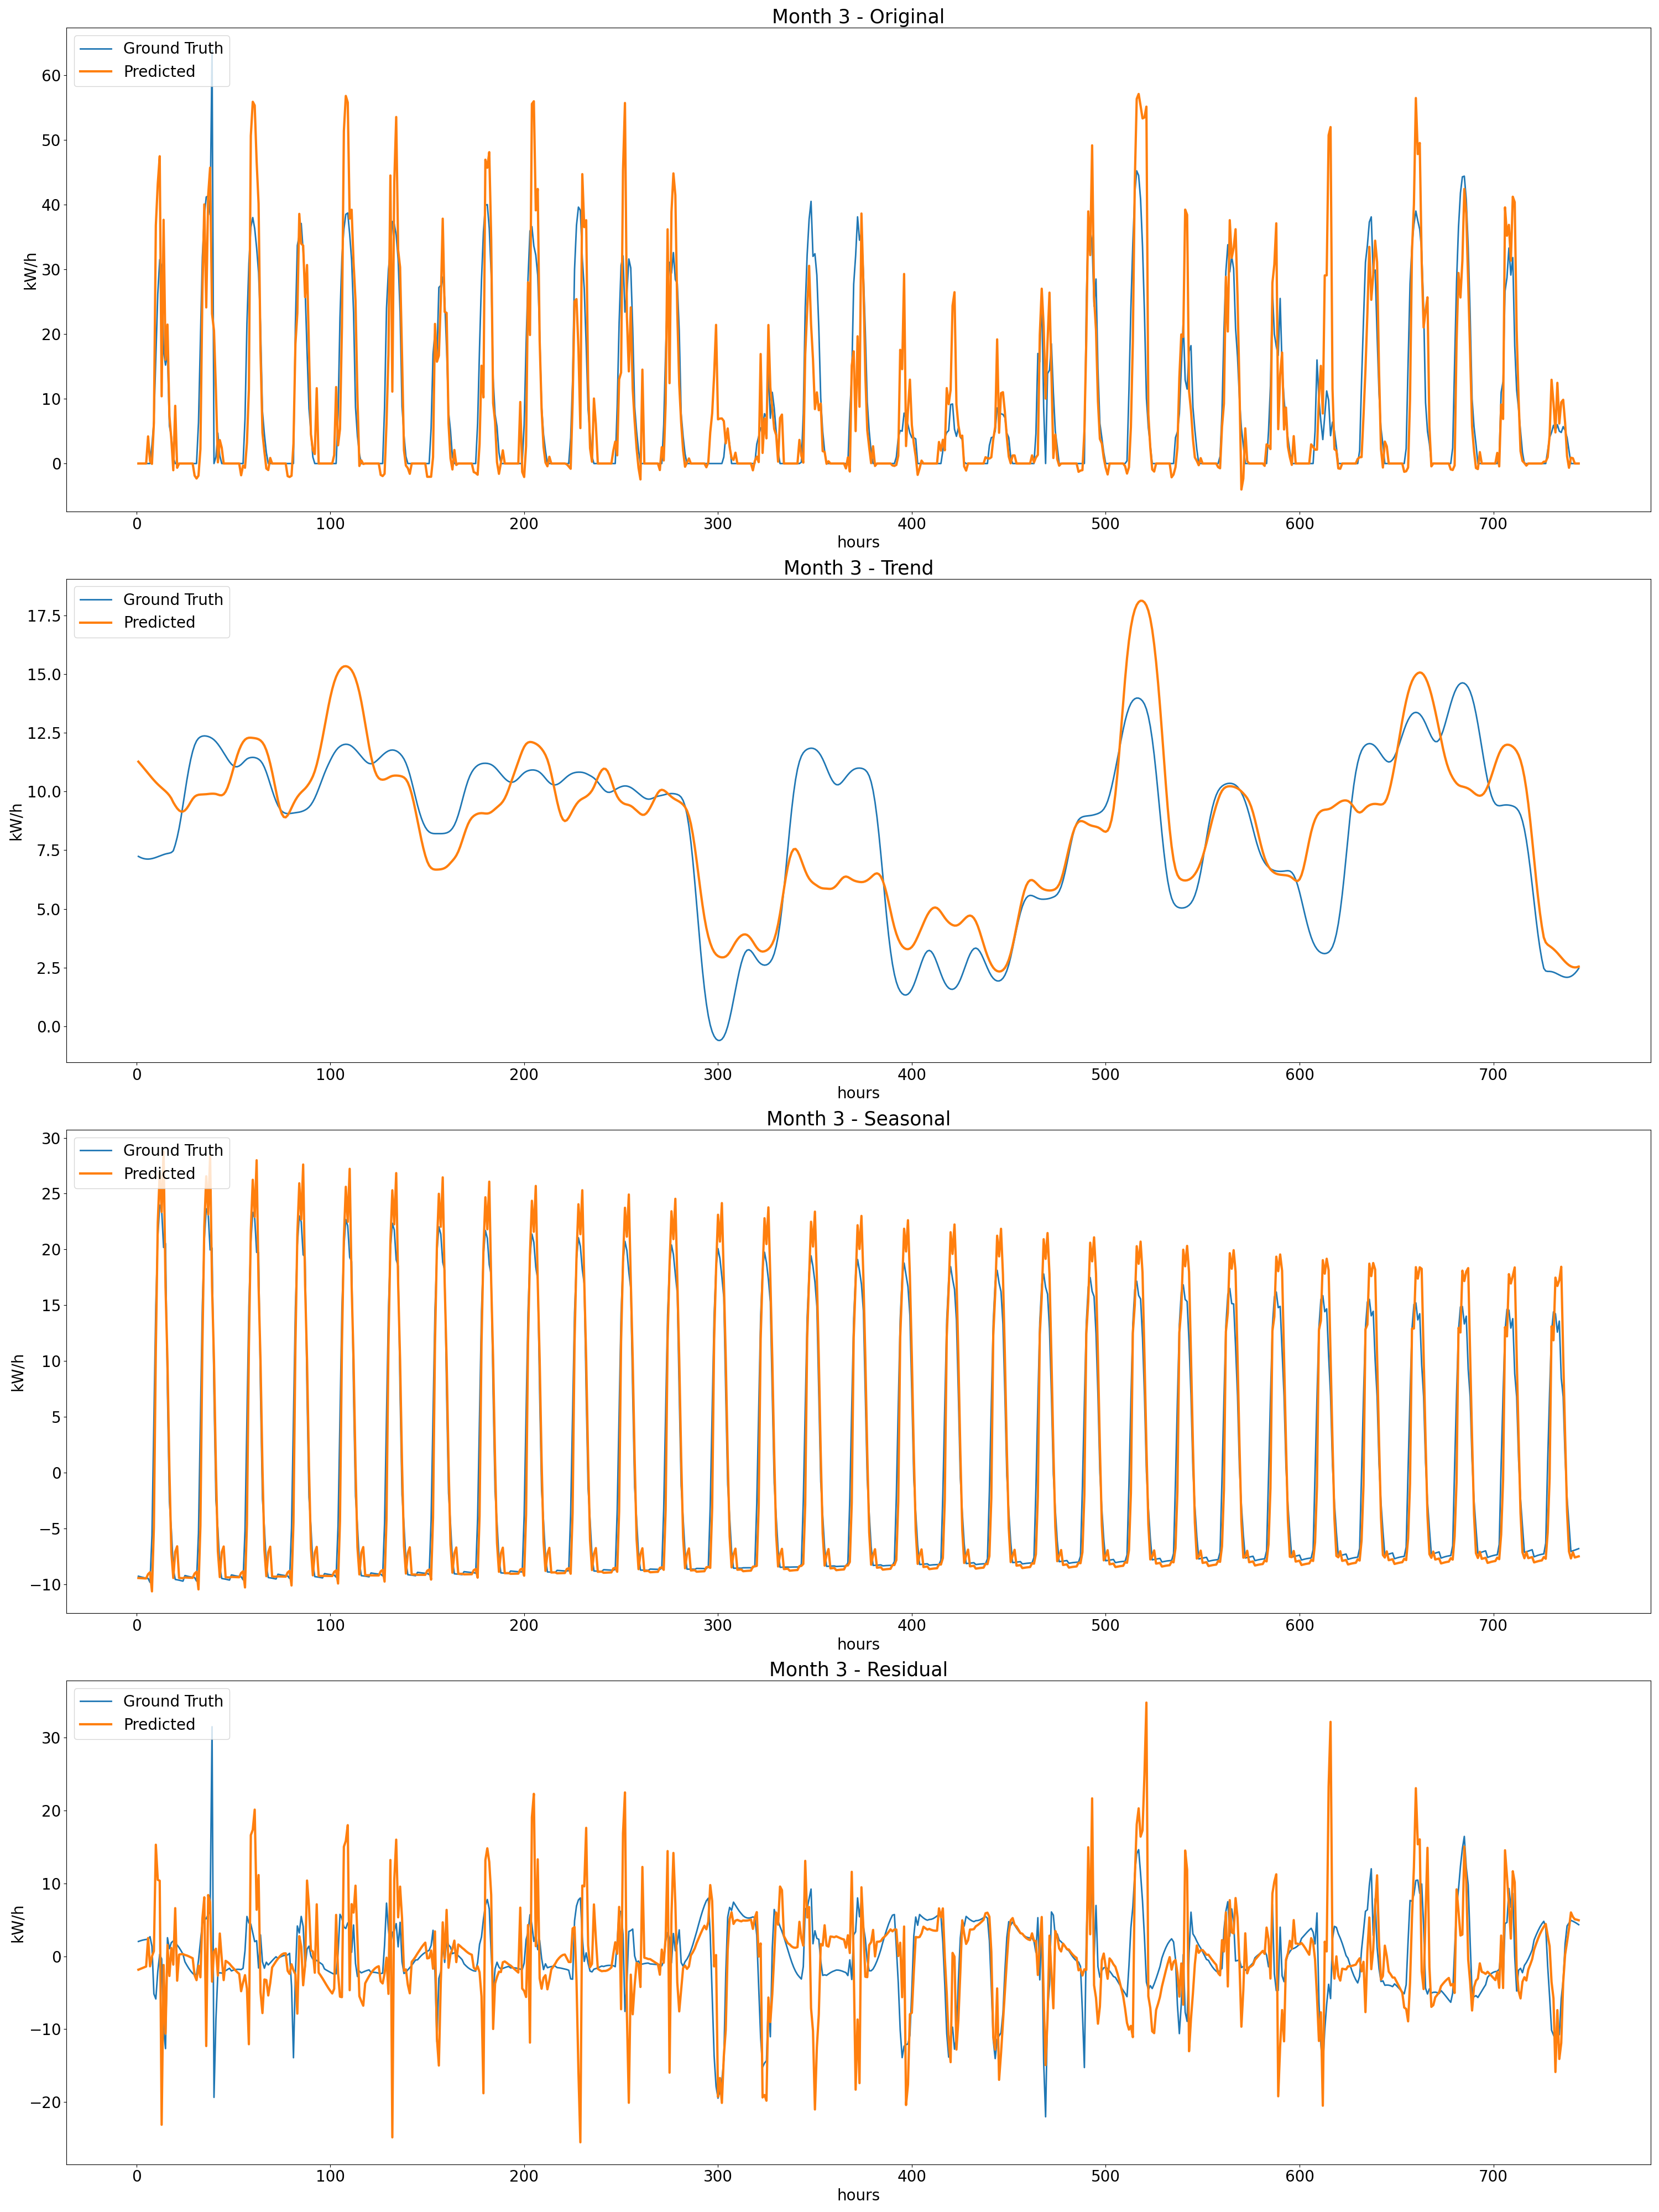 Month 3 - Original
Ground Truth
Predicted
60
50
40
30
20
10
0
kW/h
0 100 200 300 400 500 600 700
hours
Month 3 - Trend
Ground Truth
Predicted
17.5
15.0
12.5
10.0
7.5
5.0
2.5
0.0
kW/h
0 100 200 300 400 500 600 700
hours
Month 3 - Seasonal
Ground Truth
Predicted
30
25
20
15
10
5
0
−5
−10
kW/h
0 100 200 300 400 500 600 700
hours
Month 3 - Residual
Ground Truth
Predicted
30
20
10
0
−10
−20
kW/h
0 100 200 300 400 500 600 700
hours